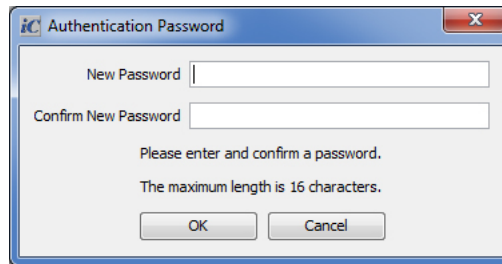 iC Authentication Password
New Password
Confirm New Password
Please enter and confirm a password.
The maximum length is 16 characters.
OK Cancel